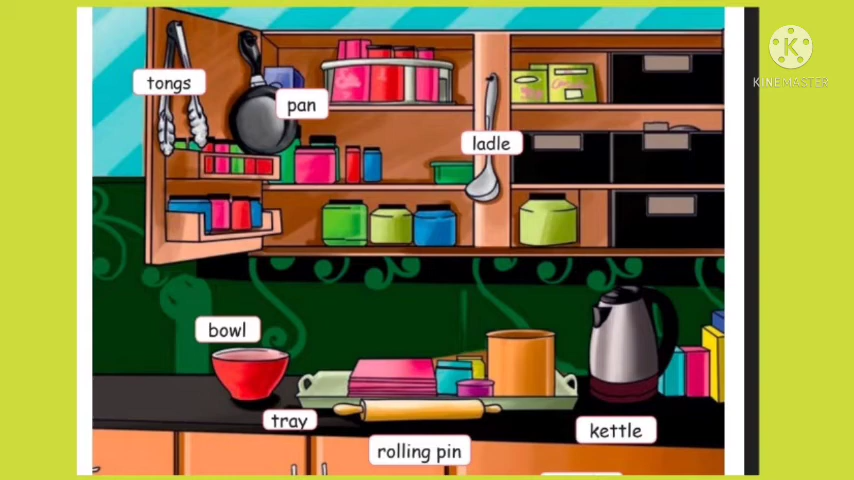 tongs
pan
KINEMASTER
ladle
bowl
tray
rolling pin
kettle